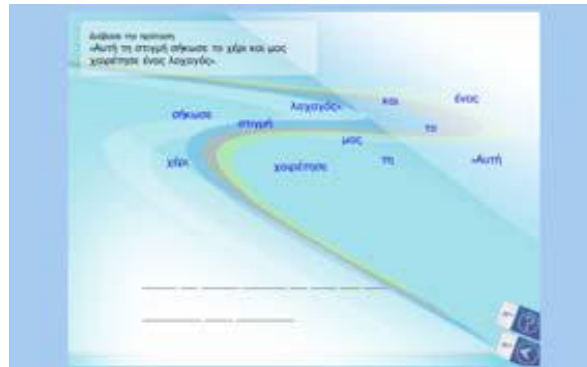 Διάβασε την πρόταση
«Αυτή τη στιγμή σήκωσε το χέρι και μας
χαιρέτησε ένας λοχαγός».
σήκωσε λοχαγός» και ένας
στιγμή το
μας
χέρι χαιρέτησε τη «Αυτή